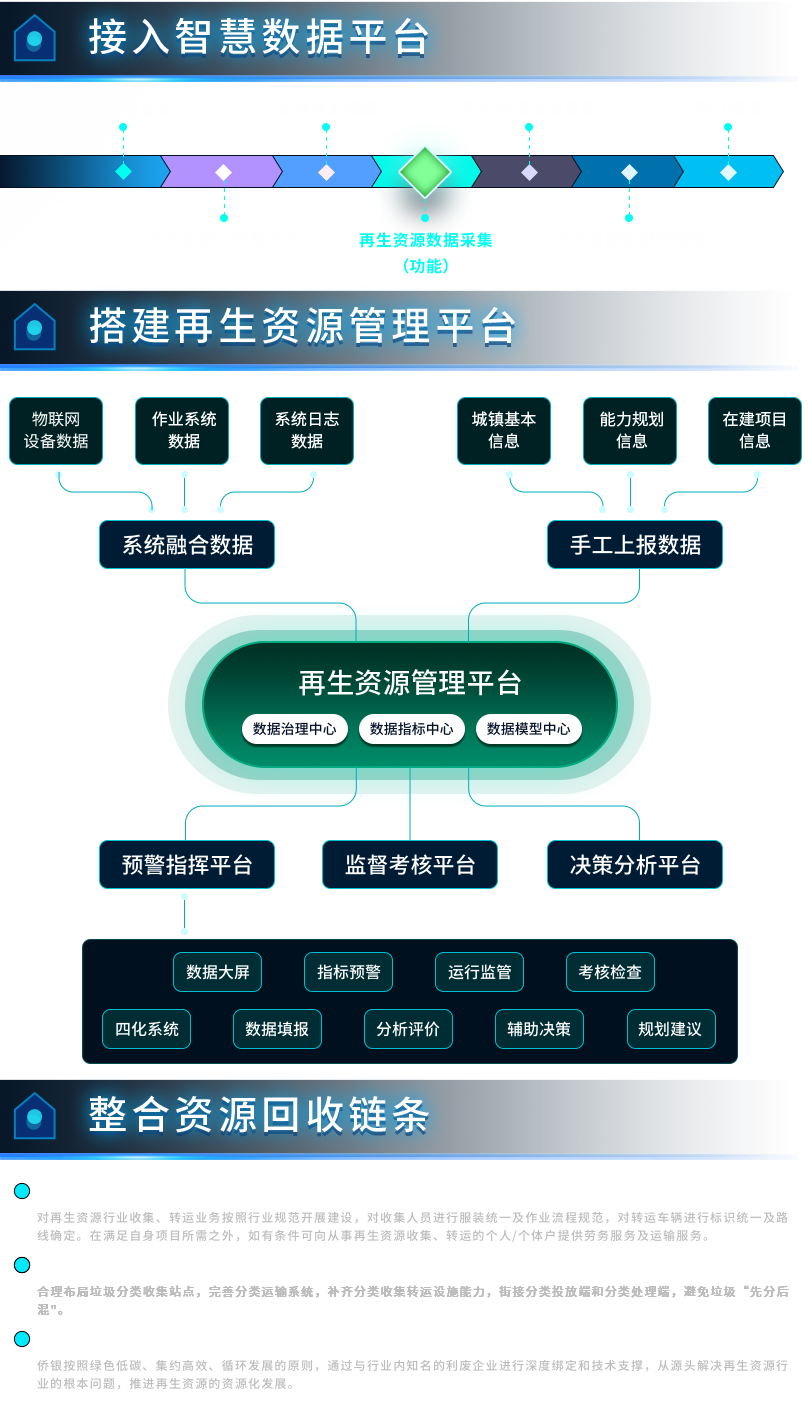 接入智慧数据平台
再生资源数据采集
（功能）
搭建再生资源管理平台
物联网
设备数据
作业系统
数据
系统日志
数据
城镇基本
信息
能力规划
信息
在建项目
信息
系统融合数据
手工上报数据
再生资源管理平台
数据治理中心
数据指标中心
数据模型中心
预警指挥平台
监督考核平台
决策分析平台
数据大屏
指标预警
运行监管
考核检查
四化系统
数据填报
分析评价
辅助决策
规划建议
整合资源回收链条
对再生资源行业收集、转运业务按照行业规范开展建设，对收集人员进行服装统一及作业流程规范，对转运车辆进行标识统一及路
线确定。在满足自身项目所需之外，如有条件可向从事再生资源收集、转运的个人/个体户提供劳务服务及运输服务。
合理布局垃圾分类收集站点，完善分类运输系统，补齐分类收集转运设施能力，街接分类投放端和分类处理端，避免垃圾“先分后
混"。
侨银按照绿色低碳、集约高效、循环发展的原则，通过与行业内知名的利废企业进行深度绑定和技术支撑，从源头解决再生资源行
业的根本问题，推进再生资源的资源化发展。